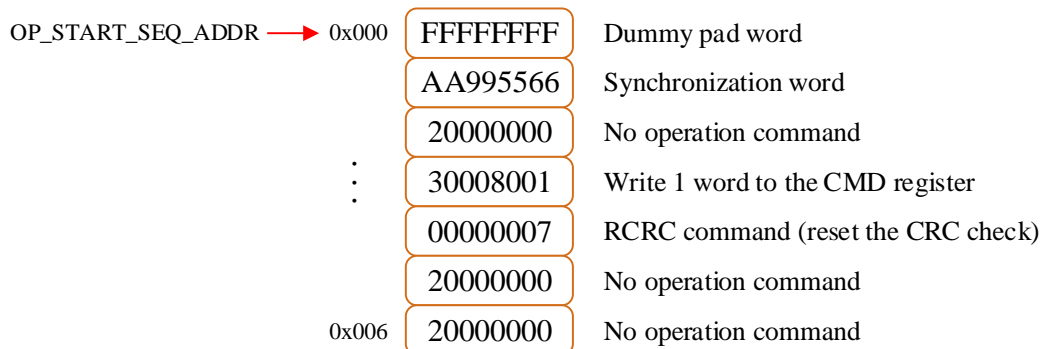 OP_START_SEQ_ADDR 0x000 FFFFFFFF Dummy pad word
AA995566 Synchronization word
20000000 No operation command
30008001 Write 1 word to the CMD register
00000007 RCRC command (reset the CRC check)
20000000 No operation command
0x006 20000000 No operation command